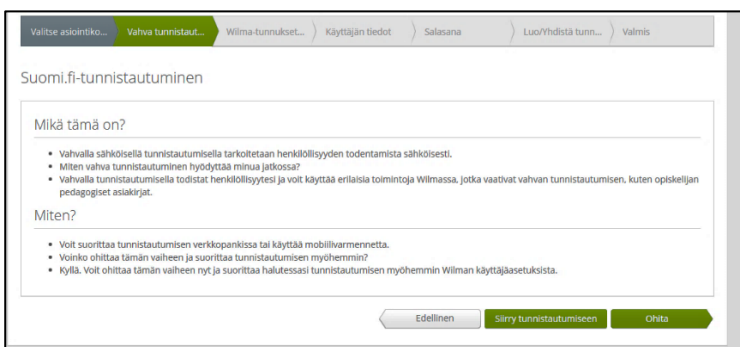 Valitse asiointiko... Vahva tunnistaut... Wilma-tunnukset... Käyttäjän tiedot Salasana Luo/Yhdistä tunn... Valmis
Suomi.fi-tunnistautuminen
Mikä tämä on?
• Vahvalla sähköisellä tunnistautumisella tarkoitetaan henkilöllisyyden todentamista sähköisesti.
• Miten vahva tunnistautuminen hyödyttää minua jatkossa?
• Vahvalla tunnistautumisella todistat henkilöllisyytesi ja voit käyttää erilaisia toimintoja Wilmassa, jotka vaativat vahvan tunnistautumisen, kuten opiskelijan
pedagogiset asiakirjat.
Miten?
• Voit suorittaa tunnistautumisen verkkopankissa tai käyttää mobiilivarmennetta.
• Voinko ohittaa tämän vaiheen ja suorittaa tunnistautumisen myöhemmin?
• Kyllä. Voit ohittaa tämän vaiheen nyt ja suorittaa halutessasi tunnistautumisen myöhemmin Wilman käyttäjäasetuksista.
Edellinen Siirry tunnistautumiseen Ohita